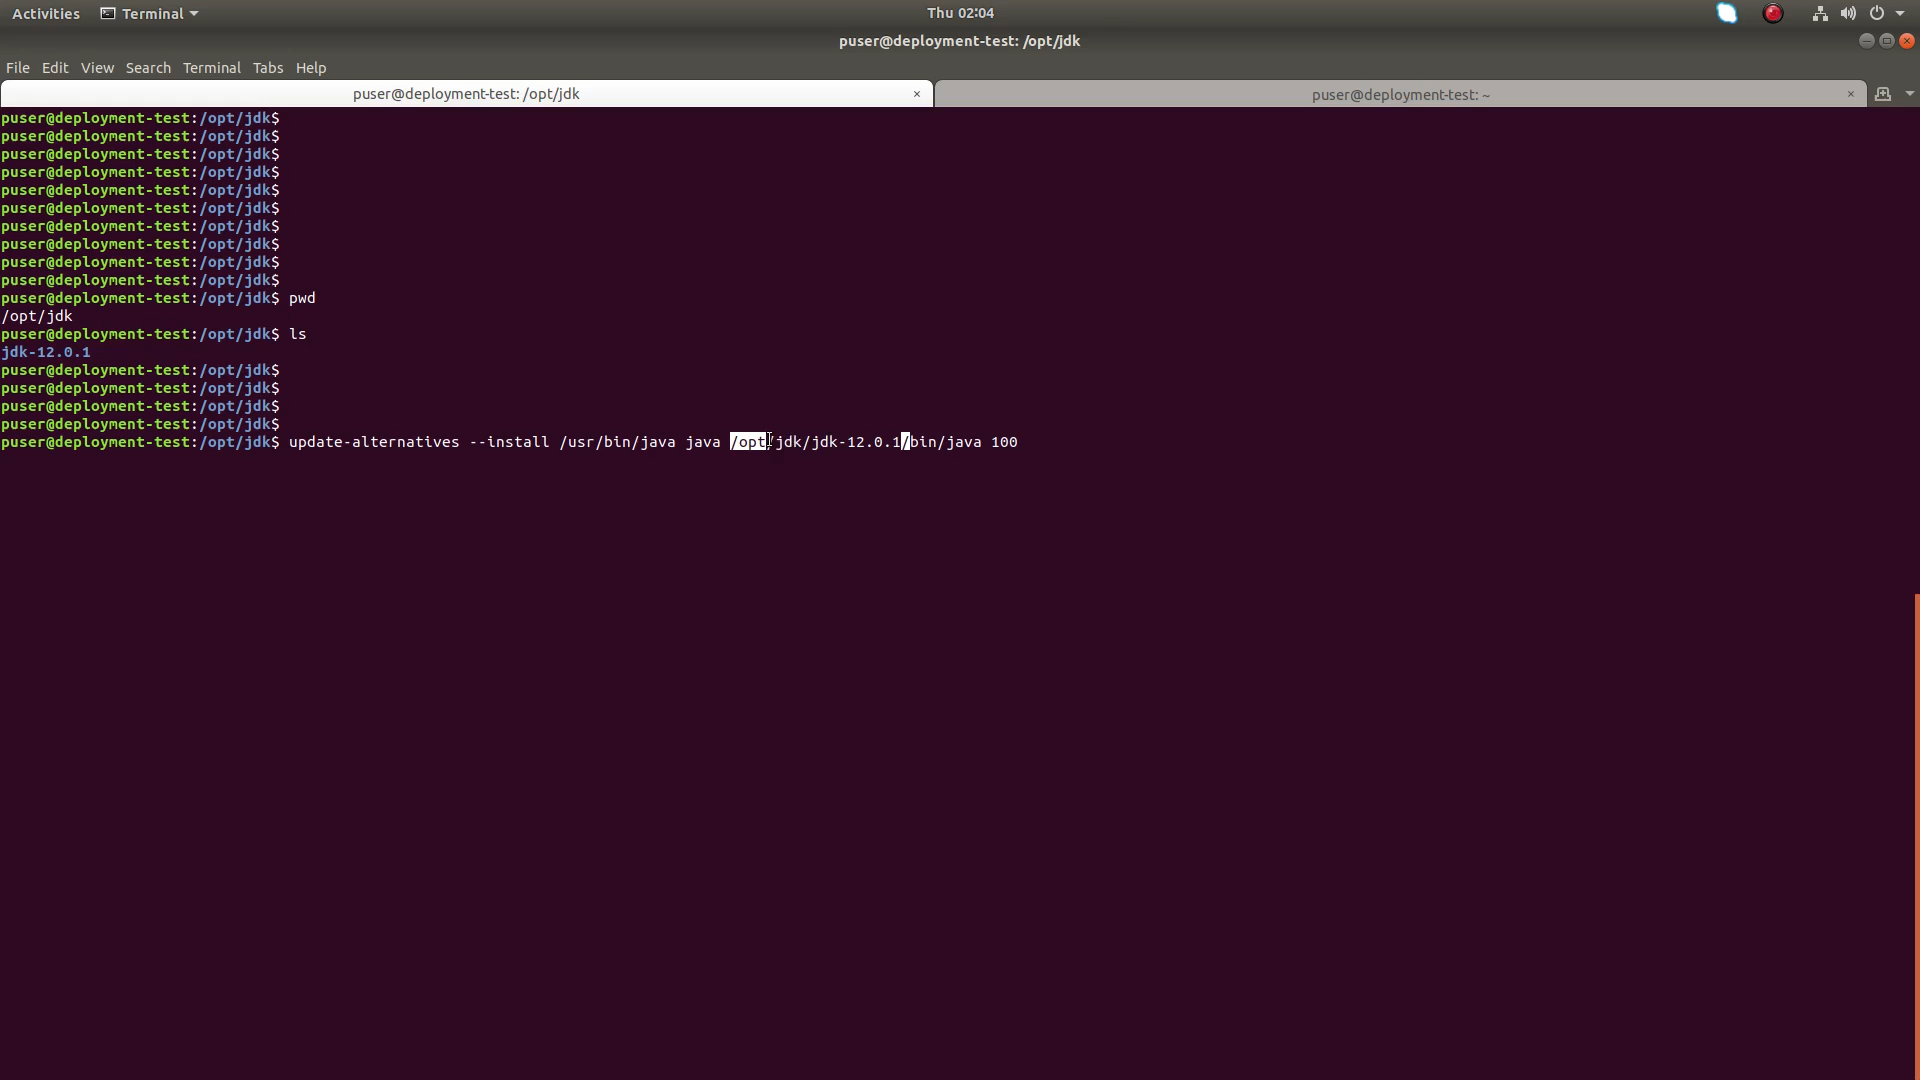 Activities Terminal Thu 02:04
puser@deployment-test: /opt/jdk
File Edit View Search Terminal Tabs Help
puser@deployment-test: /opt/jdk × puser@deployment-test: ~ ×
puser@deployment-test:/opt/jdk$
puser@deployment-test:/opt/jdk$
puser@deployment-test:/opt/jdk$
puser@deployment-test:/opt/jdk$
puser@deployment-test:/opt/jdk$
puser@deployment-test:/opt/jdk$
puser@deployment-test:/opt/jdk$
puser@deployment-test:/opt/jdk$
puser@deployment-test:/opt/jdk$
puser@deployment-test:/opt/jdk$
puser@deployment-test:/opt/jdk$ pwd
/opt/jdk
puser@deployment-test:/opt/jdk$ ls
jdk-12.0.1
puser@deployment-test:/opt/jdk$
puser@deployment-test:/opt/jdk$
puser@deployment-test:/opt/jdk$
puser@deployment-test:/opt/jdk$
puser@deployment-test:/opt/jdk$ update-alternatives --install /usr/bin/java java /opt/jdk/jdk-12.0.1/bin/java 100